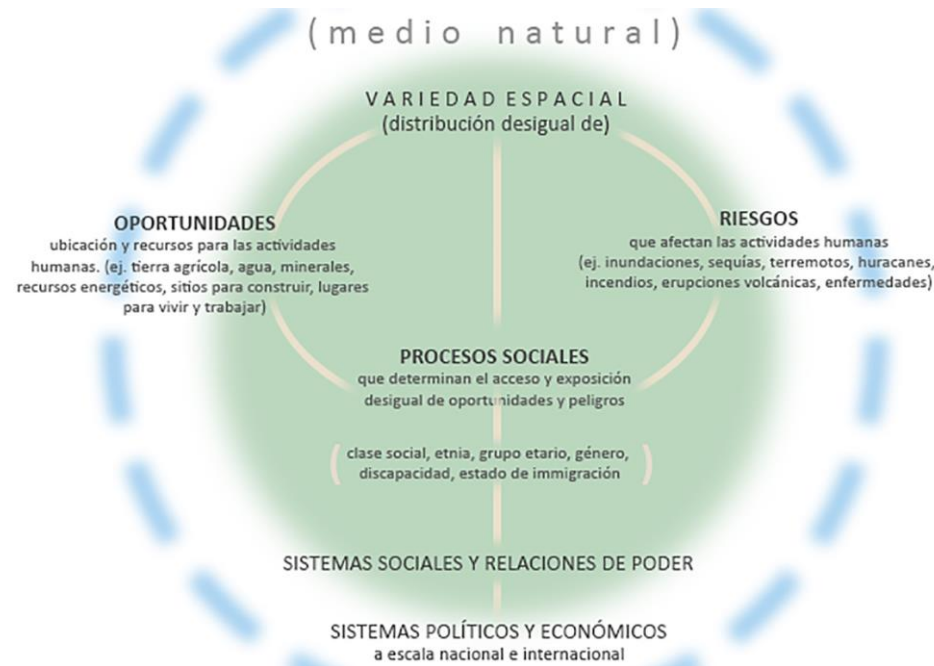 (medio natural)
VARIEDAD ESPACIAL
(distribución desigual de)
OPORTUNIDADES
ubicación y recursos para las actividades
humanas. (ej. tierra agrícola, agua, minerales,
recursos energéticos, sitios para construir, lugares
para vivir y trabajar)
RIESGOS
que afectan las actividades humanas
(ej. inundaciones, sequías, terremotos, huracanes,
incendios, erupciones volcánicas, enfermedades)
PROCESOS SOCIALES
que determinan el acceso y exposición
desigual de oportunidades y peligros
(clase social, etnia, grupo etario, género,
discapacidad, estado de immigración)
SISTEMAS SOCIALES Y RELACIONES DE PODER
SISTEMAS POLÍTICOS Y ECONÓMICOS
a escala nacional e internacional